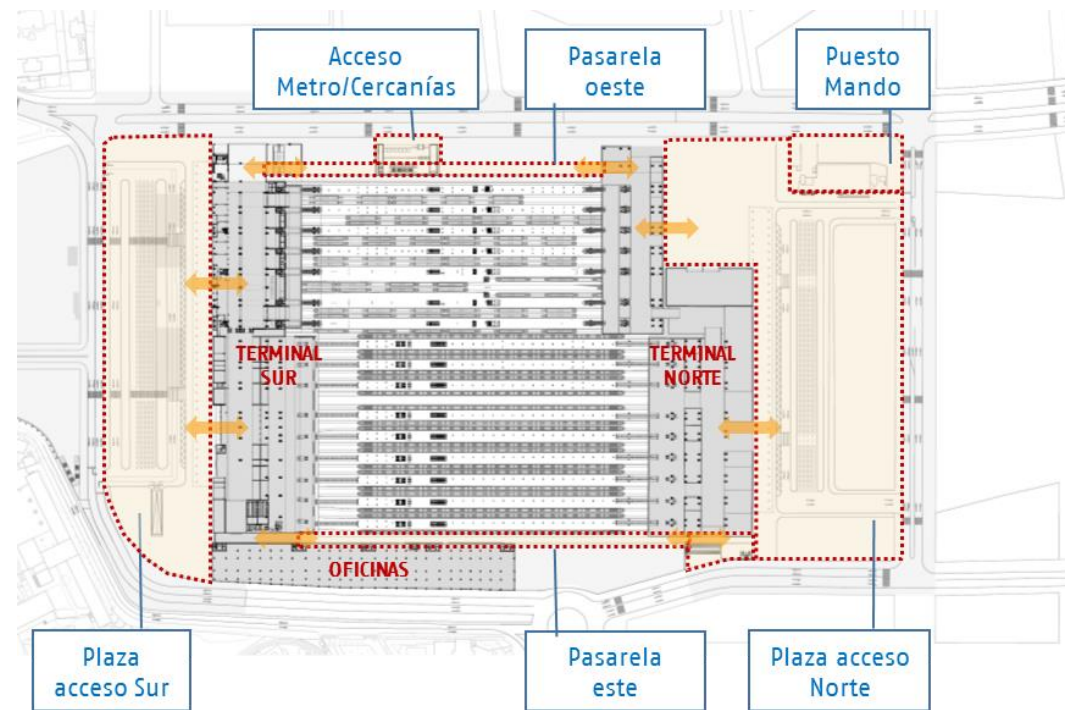 Acceso
Metro/Cercanías
Pasarela
oeste
Puesto
Mando
TERMINAL
SUR
TERMINAL
NORTE
OFICINAS
Plaza
acceso Sur
Pasarela
este
Plaza acceso
Norte